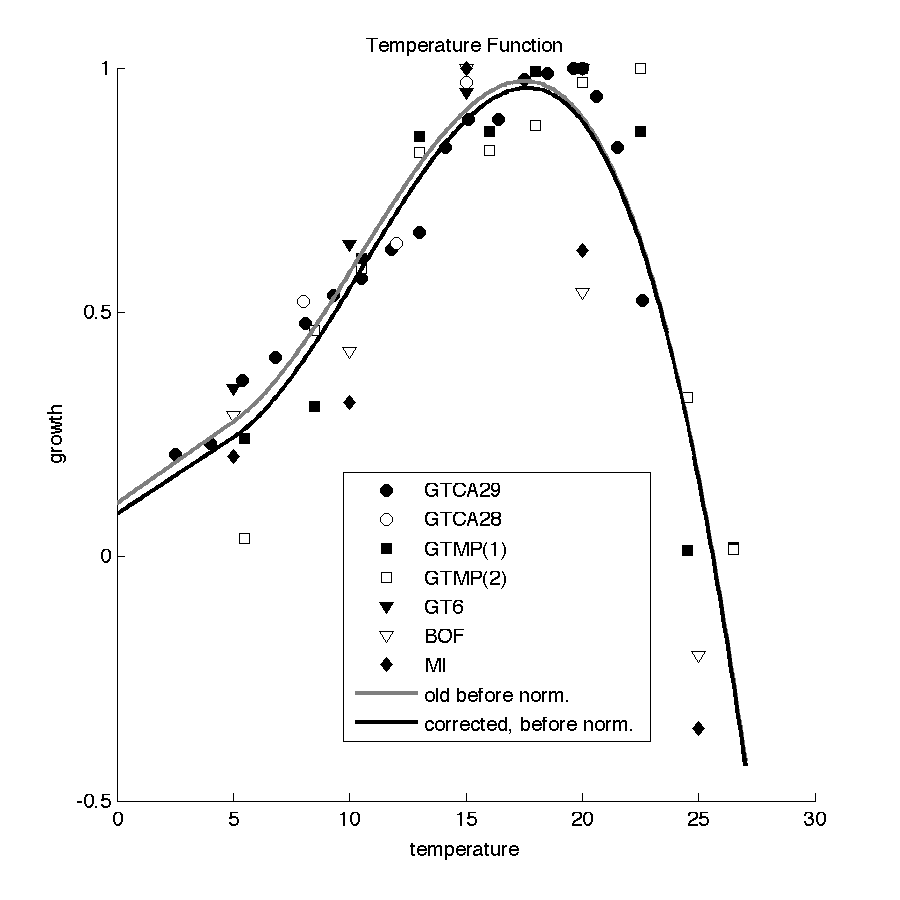 Temperature Function
1
0.5
0
-0.5
growth
GTCA29
GTCA28
GTMP(1)
GTMP(2)
GT6
BOF
MI
old before norm.
corrected, before norm.
0 5 10 15 20 25 30
temperature